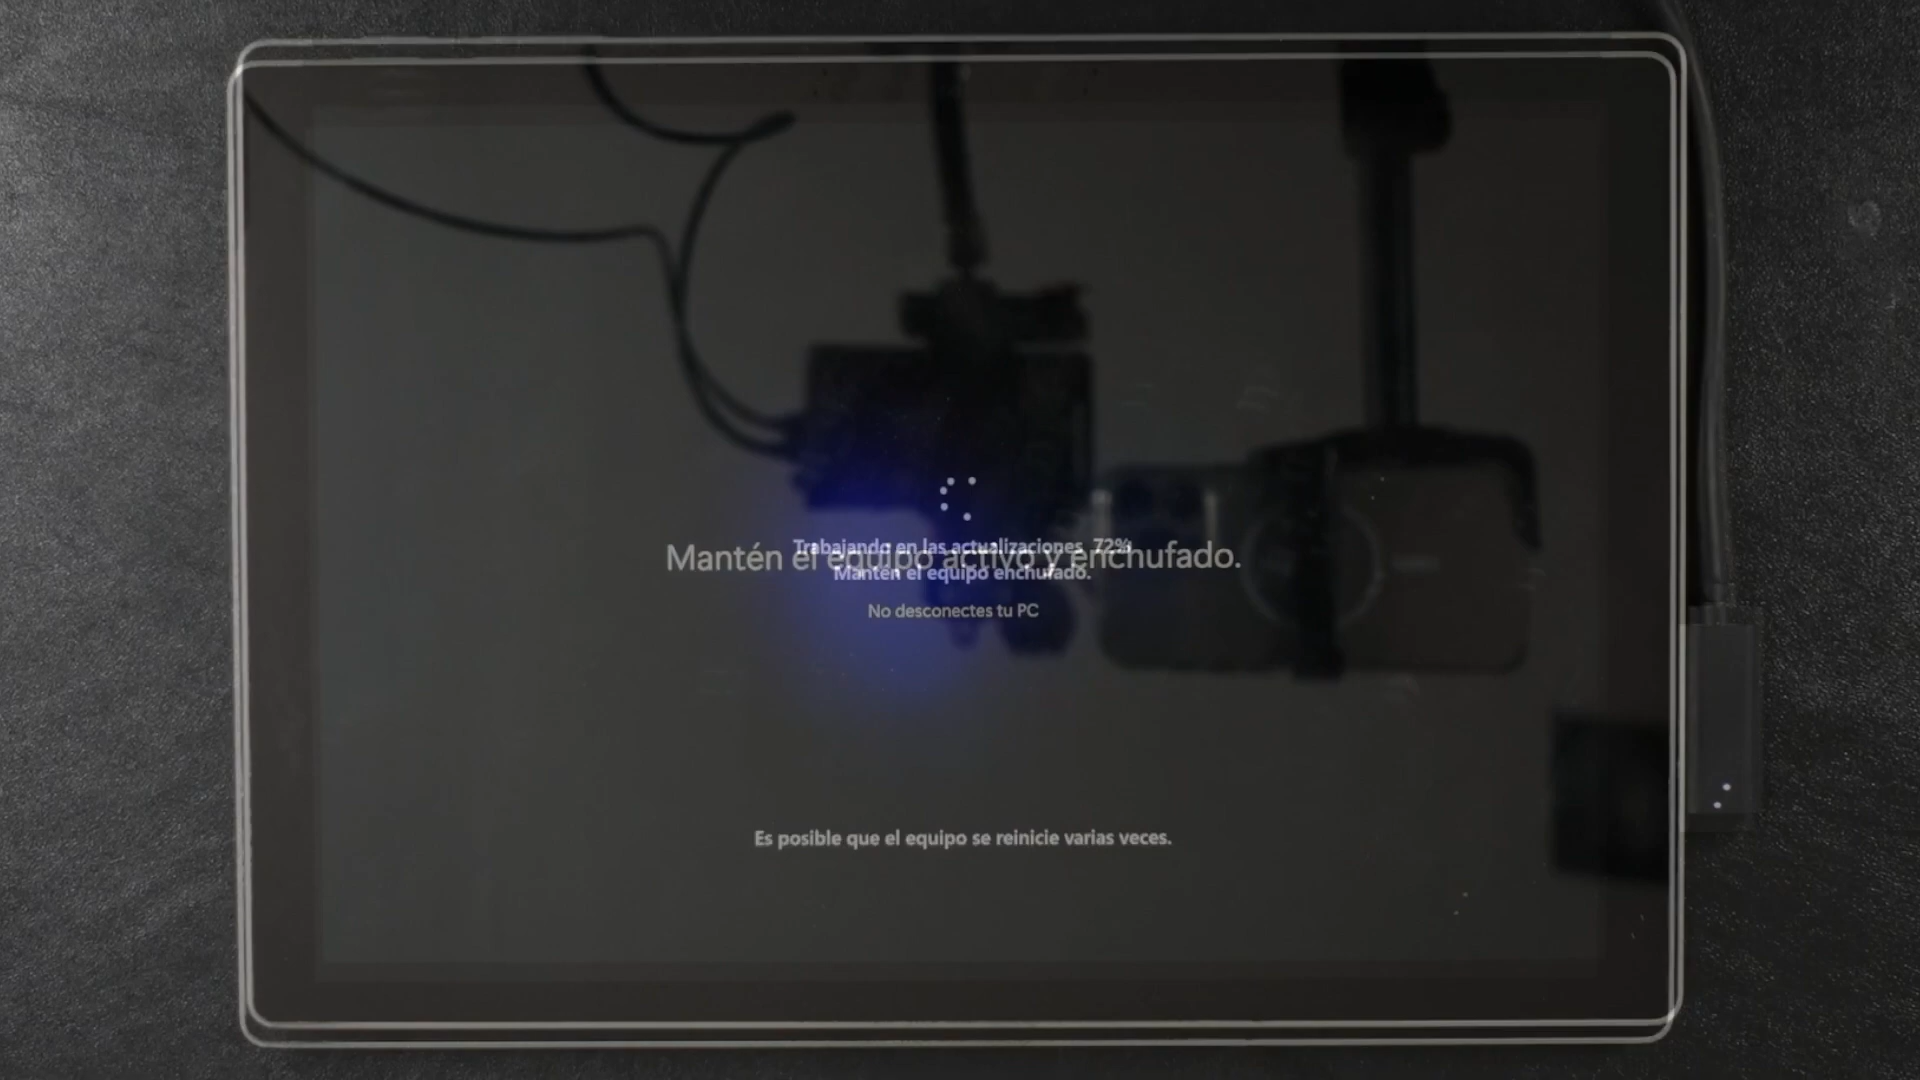 Trabajando en las actualizaciones 72%
Mantén el equipo activo y enchufado.
Mantén el equipo enchufado.
No desconectes tu PC
Es posible que el equipo se reinicie varias veces.